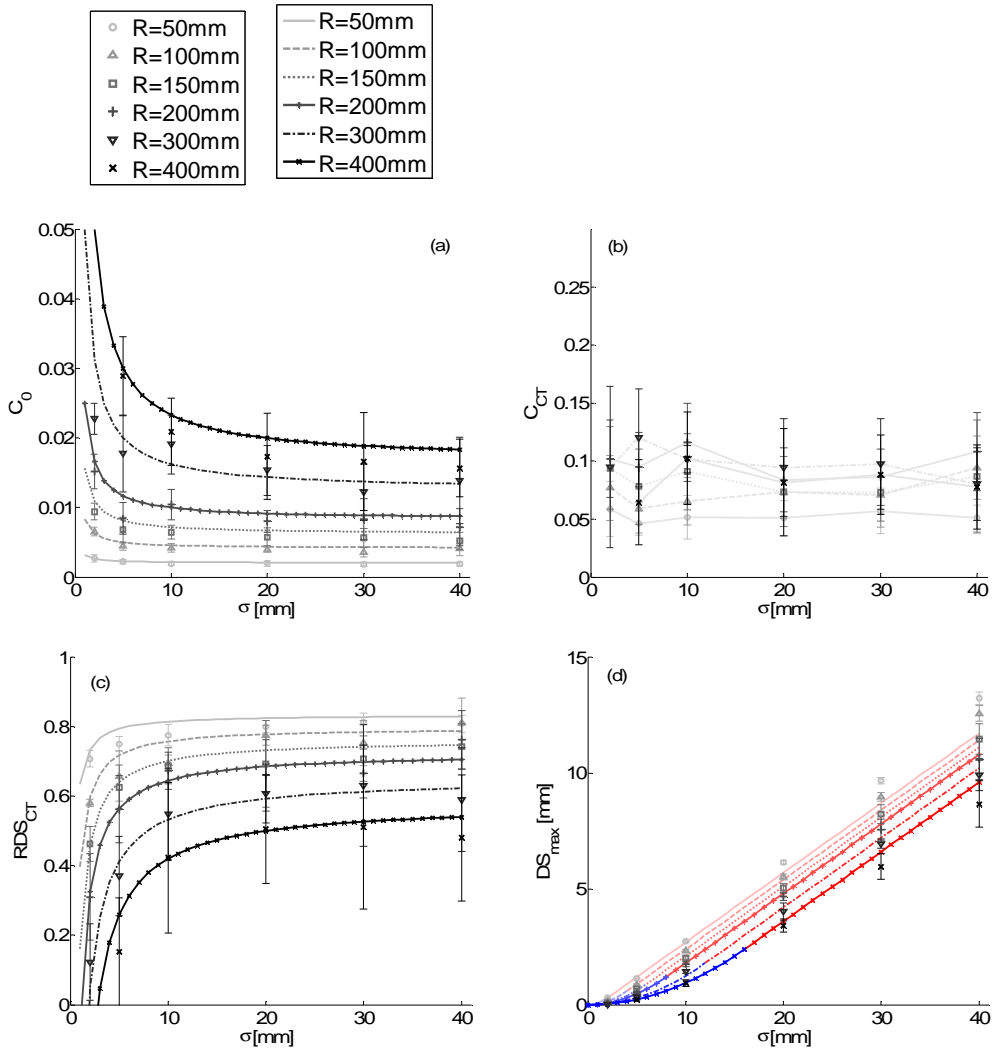 R=50mm
R=100mm
R=150mm
R=200mm
R=300mm
R=400mm
R=50mm
R=100mm
R=150mm
R=200mm
R=300mm
R=400mm
(a)
C0
0.05
0.04
0.03
0.02
0.01
0
0 10 20 30 40
σ [mm]
(b)
CCT
0.25
0.2
0.15
0.1
0.05
0
0 10 20 30 40
σ [mm]
(c)
RDSCT
1
0.8
0.6
0.4
0.2
0
0 10 20 30 40
σ [mm]
(d)
DSmax [mm]
15
10
5
0
0 10 20 30 40
σ [mm]